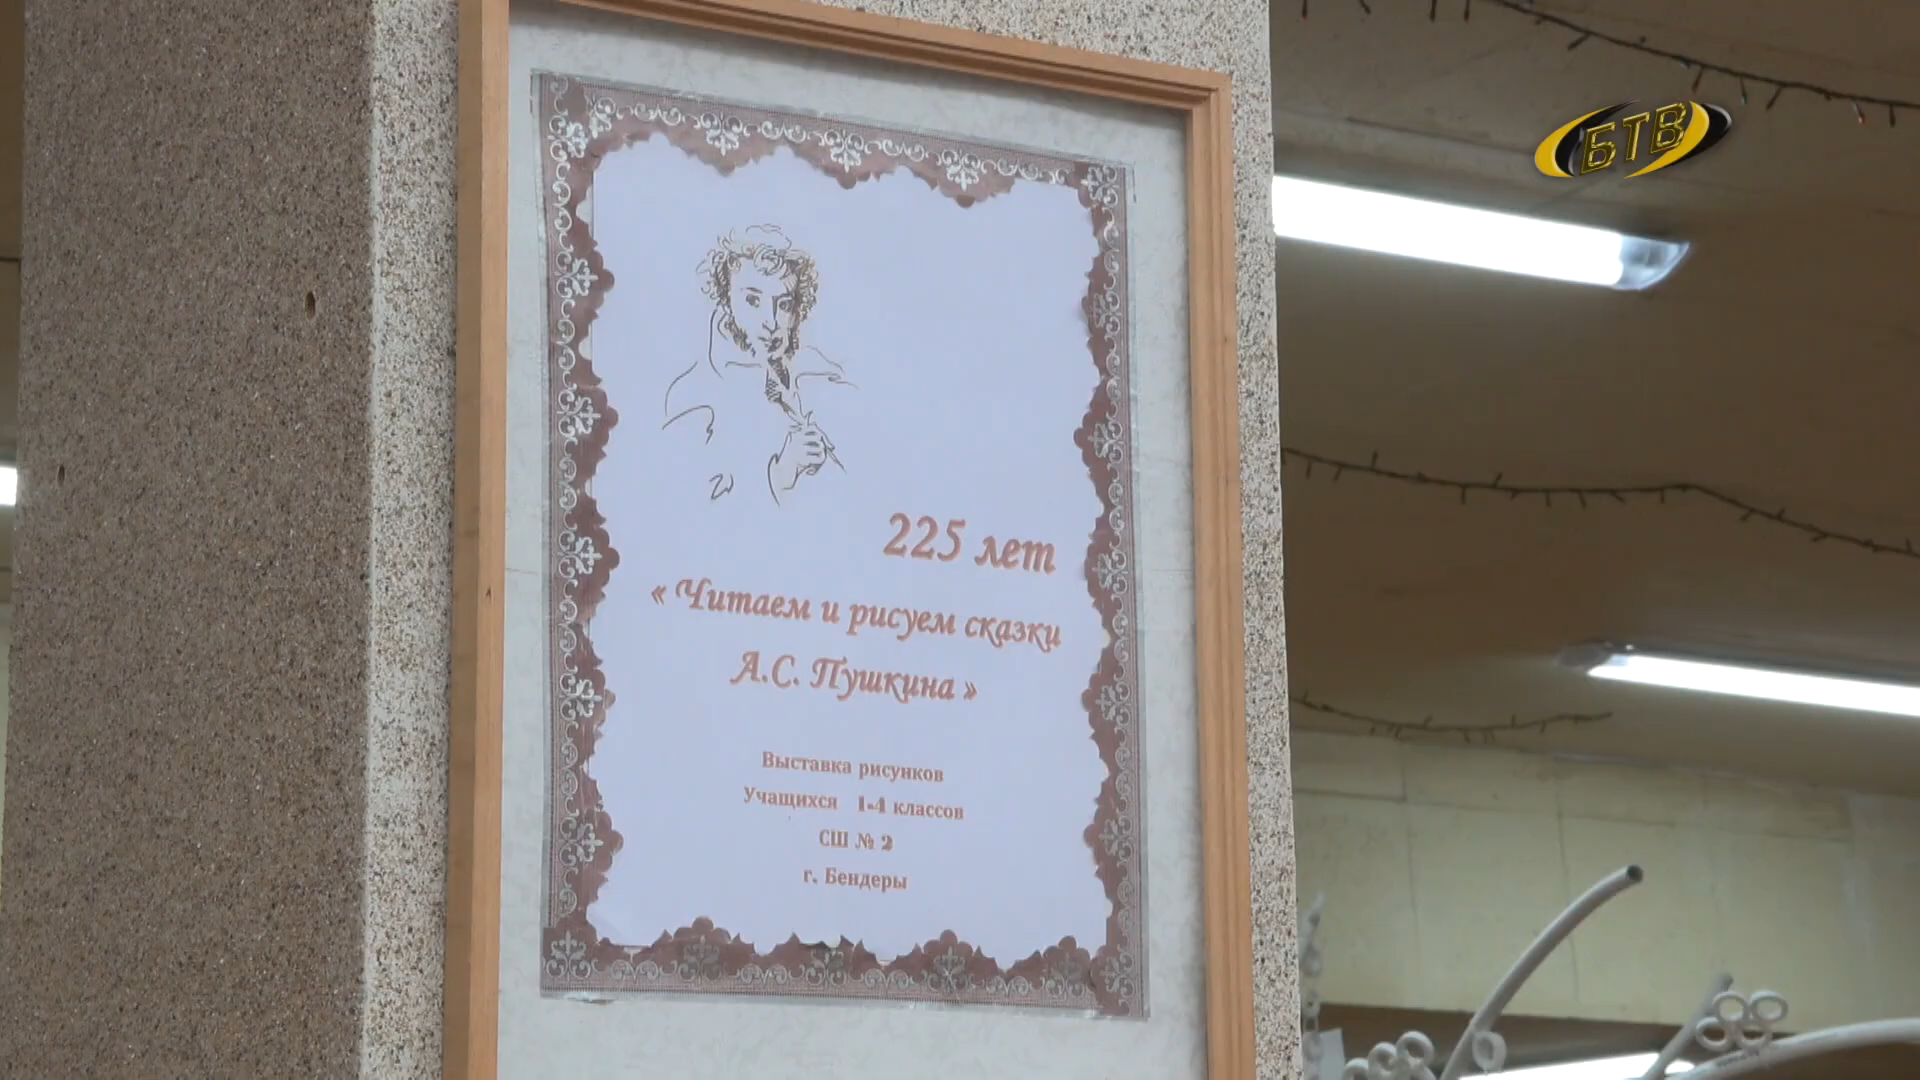 БТВ
225 лет
« Читаем и рисуем сказки
А.С. Пушкина »
Выставка рисунков
Учащихся 1-4 классов
СШ № 2
г. Бендеры